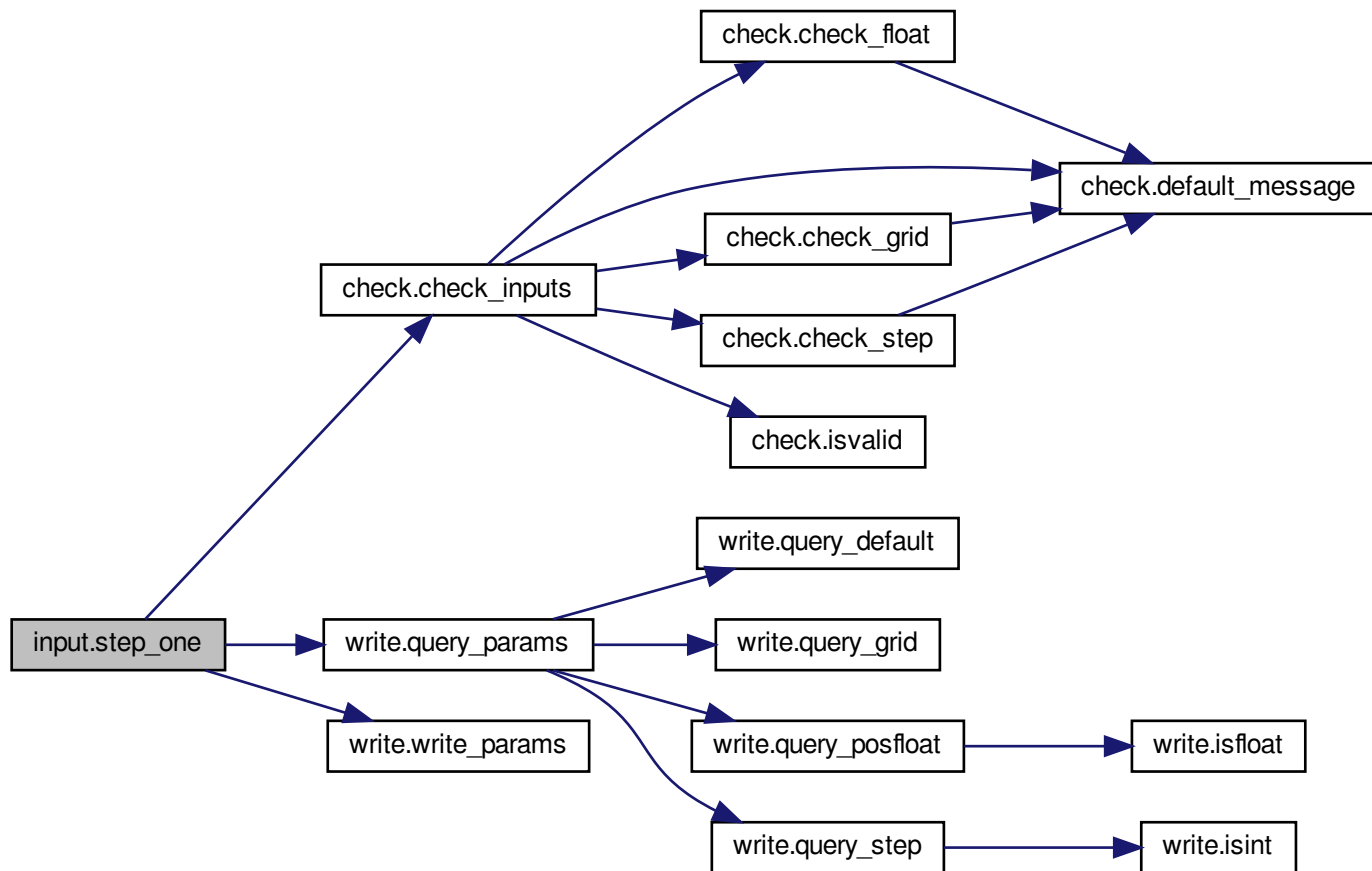 check.check_float
check.default_message
check.check_grid
check.check_inputs
check.check_step
check.isvalid
write.query_default
input.step_one
write.query_params
write.query_grid
write.write_params
write.query_posfloat
write.isfloat
write.query_step
write.isint